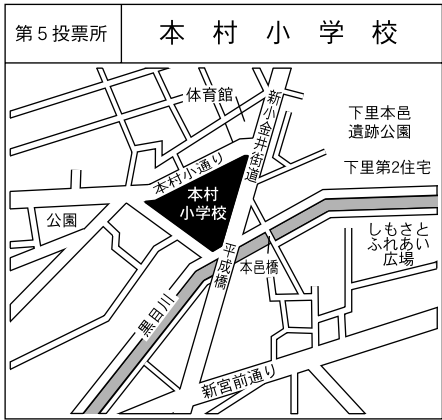 第5投票所
本村小学校
体育館
新小金井街道
下里本邑
遺跡公園
本村小通り
下里第2住宅
本村
小学校
公園
しもさと
ふれあい
広場
平成橋
本邑橋
黒目川
新宮前通り